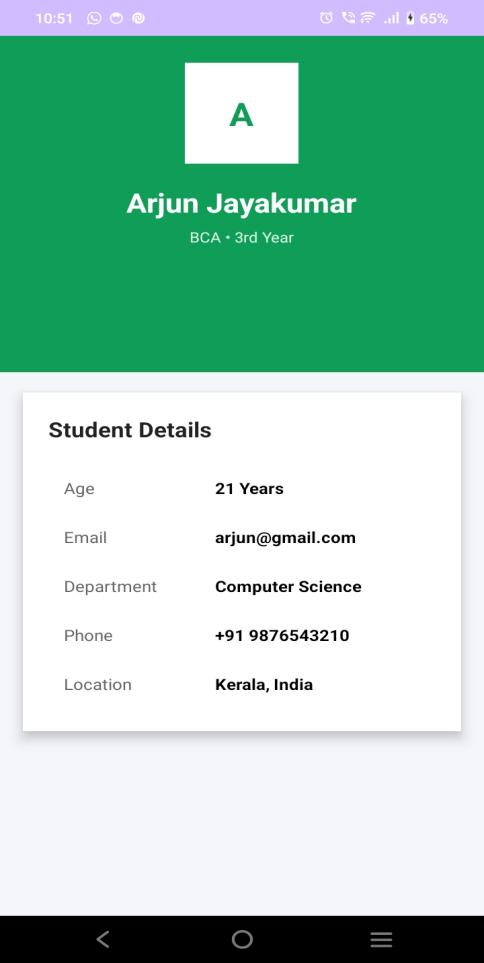 10:51 65%
A
Arjun Jayakumar
BCA • 3rd Year
Student Details
Age 21 Years
Email arjun@gmail.com
Department Computer Science
Phone +91 9876543210
Location Kerala, India